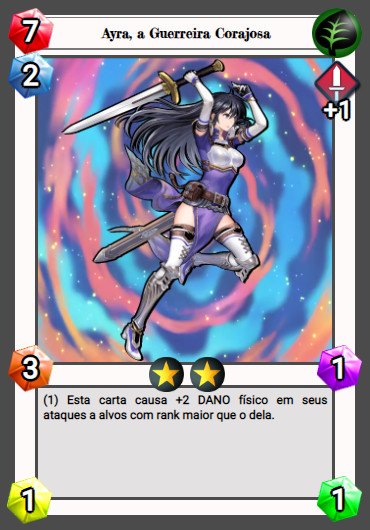 7
Ayra, a Guerreira Corajosa
2
+1
3
1
(1) Esta carta causa +2 DANO físico em seus
ataques a alvos com rank maior que o dela.
1
1